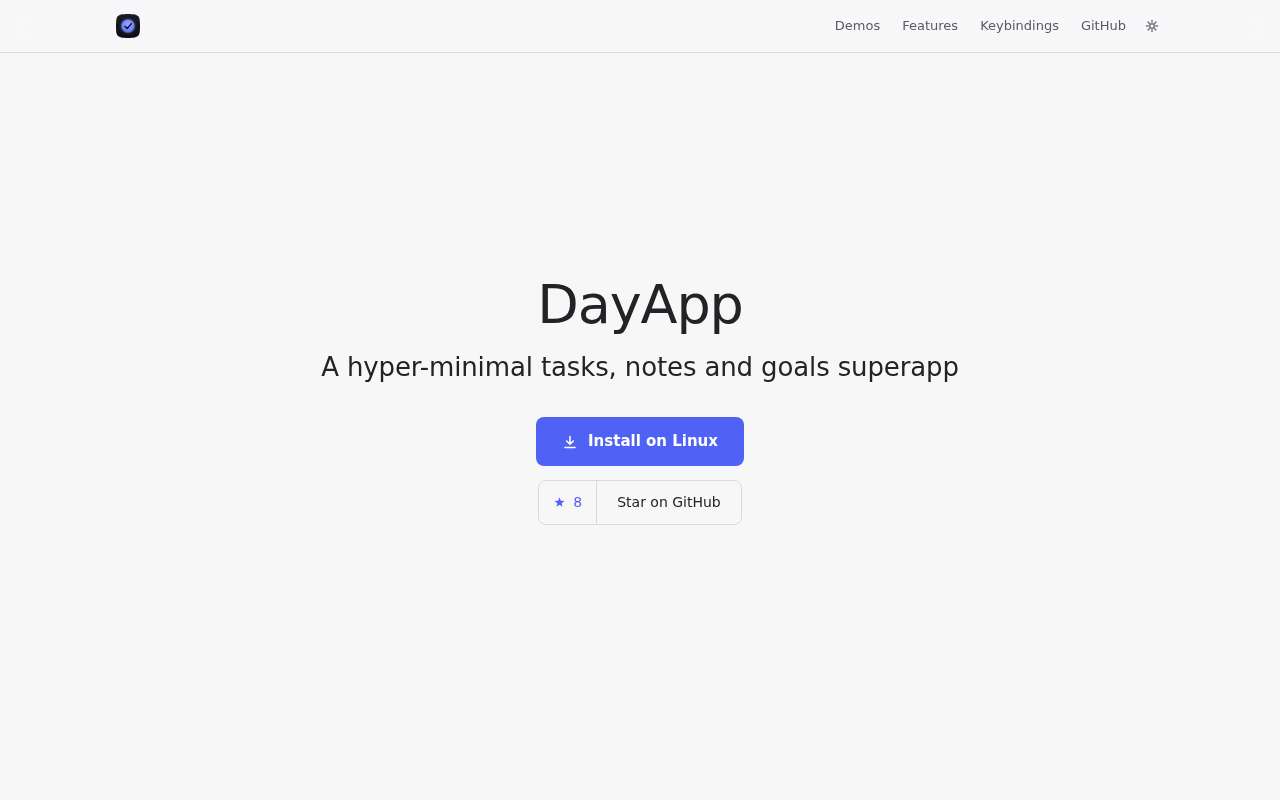 Demos Features Keybindings GitHub
DayApp
A hyper-minimal tasks, notes and goals superapp
Install on Linux
8 Star on GitHub